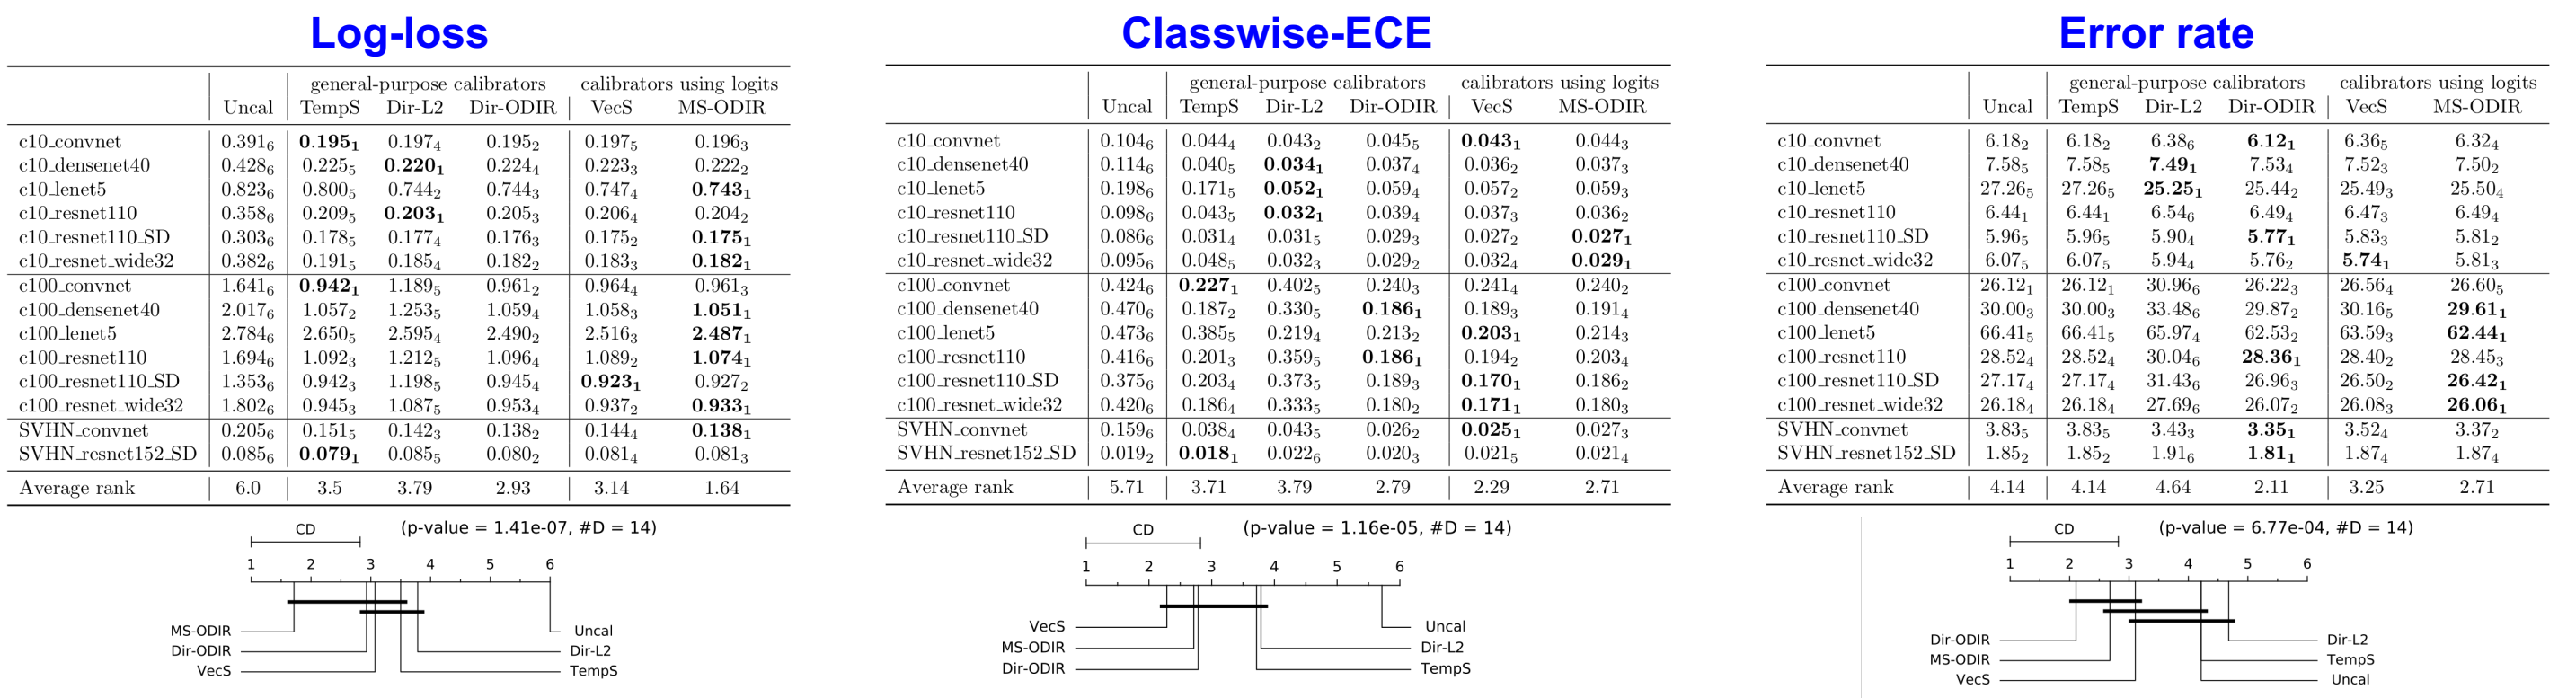 Log-loss
general-purpose calibrators calibrators using logits
Uncal TempS Dir-L2 Dir-ODIR VecS MS-ODIR
c10_convnet 0.391₆ 0.195₁ 0.197₄ 0.195₂ 0.197₅ 0.196₃
c10_densenet40 0.428₆ 0.225₅ 0.220₁ 0.224₄ 0.223₃ 0.222₂
c10_lenet5 0.823₆ 0.800₅ 0.744₂ 0.744₃ 0.747₄ 0.743₁
c10_resnet110 0.358₆ 0.209₅ 0.203₁ 0.205₃ 0.206₄ 0.204₂
c10_resnet110_SD 0.303₆ 0.178₅ 0.177₄ 0.176₃ 0.175₂ 0.175₁
c10_resnet_wide32 0.382₆ 0.191₅ 0.185₄ 0.182₂ 0.183₃ 0.182₁
c100_convnet 1.641₆ 0.942₁ 1.189₅ 0.961₂ 0.964₄ 0.961₃
c100_densenet40 2.017₆ 1.057₂ 1.253₅ 1.059₄ 1.058₃ 1.051₁
c100_lenet5 2.784₆ 2.650₅ 2.595₄ 2.490₂ 2.516₃ 2.487₁
c100_resnet110 1.694₆ 1.092₃ 1.212₅ 1.096₄ 1.089₂ 1.074₁
c100_resnet110_SD 1.353₆ 0.942₃ 1.198₅ 0.945₄ 0.923₁ 0.927₂
c100_resnet_wide32 1.802₆ 0.945₃ 1.087₅ 0.953₄ 0.937₂ 0.933₁
SVHN_convnet 0.205₆ 0.151₅ 0.142₃ 0.138₂ 0.144₄ 0.138₁
SVHN_resnet152_SD 0.085₆ 0.079₁ 0.085₅ 0.080₂ 0.081₄ 0.081₃
Average rank 6.0 3.5 3.79 2.93 3.14 1.64
CD (p-value = 1.41e-07, #D = 14)
1 2 3 4 5 6
MS-ODIR Uncal
Dir-ODIR Dir-L2
VecS TempS
Classwise-ECE
general-purpose calibrators calibrators using logits
Uncal TempS Dir-L2 Dir-ODIR VecS MS-ODIR
c10_convnet 0.104₆ 0.044₄ 0.043₂ 0.045₅ 0.043₁ 0.044₃
c10_densenet40 0.114₆ 0.040₅ 0.034₁ 0.037₄ 0.036₂ 0.037₃
c10_lenet5 0.198₆ 0.171₅ 0.052₁ 0.059₄ 0.057₂ 0.059₃
c10_resnet110 0.098₆ 0.043₅ 0.032₁ 0.039₄ 0.037₃ 0.036₂
c10_resnet110_SD 0.086₆ 0.031₄ 0.031₅ 0.029₃ 0.027₂ 0.027₁
c10_resnet_wide32 0.095₆ 0.048₅ 0.032₃ 0.029₂ 0.032₄ 0.029₁
c100_convnet 0.424₆ 0.227₁ 0.402₅ 0.240₃ 0.241₄ 0.240₂
c100_densenet40 0.470₆ 0.187₂ 0.330₅ 0.186₁ 0.189₃ 0.191₄
c100_lenet5 0.473₆ 0.385₅ 0.219₄ 0.213₂ 0.203₁ 0.214₃
c100_resnet110 0.416₆ 0.201₃ 0.359₅ 0.186₁ 0.194₂ 0.203₄
c100_resnet110_SD 0.375₆ 0.203₄ 0.373₅ 0.189₃ 0.170₁ 0.186₂
c100_resnet_wide32 0.420₆ 0.186₄ 0.333₅ 0.180₂ 0.171₁ 0.180₃
SVHN_convnet 0.159₆ 0.038₄ 0.043₅ 0.026₂ 0.025₁ 0.027₃
SVHN_resnet152_SD 0.019₂ 0.018₁ 0.022₆ 0.020₃ 0.021₅ 0.021₄
Average rank 5.71 3.71 3.79 2.79 2.29 2.71
CD (p-value = 1.16e-05, #D = 14)
1 2 3 4 5 6
VecS Uncal
MS-ODIR Dir-L2
Dir-ODIR TempS
Error rate
general-purpose calibrators calibrators using logits
Uncal TempS Dir-L2 Dir-ODIR VecS MS-ODIR
c10_convnet 6.18₂ 6.18₂ 6.38₆ 6.12₁ 6.36₅ 6.32₄
c10_densenet40 7.58₅ 7.58₅ 7.49₁ 7.53₄ 7.52₃ 7.50₂
c10_lenet5 27.26₅ 27.26₅ 25.25₁ 25.44₂ 25.49₃ 25.50₄
c10_resnet110 6.44₁ 6.44₁ 6.54₆ 6.49₄ 6.47₃ 6.49₄
c10_resnet110_SD 5.96₅ 5.96₅ 5.90₄ 5.77₁ 5.83₃ 5.81₂
c10_resnet_wide32 6.07₅ 6.07₅ 5.94₄ 5.76₂ 5.74₁ 5.81₃
c100_convnet 26.12₁ 26.12₁ 30.96₆ 26.22₃ 26.56₄ 26.60₅
c100_densenet40 30.00₃ 30.00₃ 33.48₆ 29.87₂ 30.16₅ 29.61₁
c100_lenet5 66.41₅ 66.41₅ 65.97₄ 62.53₂ 63.59₃ 62.44₁
c100_resnet110 28.52₄ 28.52₄ 30.04₆ 28.36₁ 28.40₂ 28.45₃
c100_resnet110_SD 27.17₄ 27.17₄ 31.43₆ 26.96₃ 26.50₂ 26.42₁
c100_resnet_wide32 26.18₄ 26.18₄ 27.69₆ 26.07₂ 26.08₃ 26.06₁
SVHN_convnet 3.83₅ 3.83₅ 3.43₃ 3.35₁ 3.52₄ 3.37₂
SVHN_resnet152_SD 1.85₂ 1.85₂ 1.91₆ 1.81₁ 1.87₄ 1.87₄
Average rank 4.14 4.14 4.64 2.11 3.25 2.71
CD (p-value = 6.77e-04, #D = 14)
1 2 3 4 5 6
Dir-ODIR Dir-L2
MS-ODIR TempS
VecS Uncal